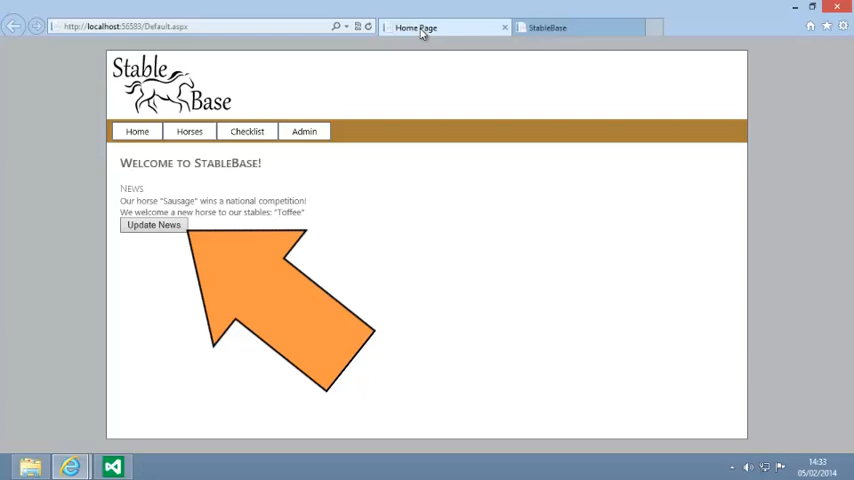 http://localhost:56583/Default.aspx
Home Page
StableBase
Stable
Base
Home
Horses
Checklist
Admin
WELCOME TO STABLEBASE!
NEWS
Our horse "Sausage" wins a national competition!
We welcome a new horse to our stables: "Toffee"
Update News
14:33
05/02/2014